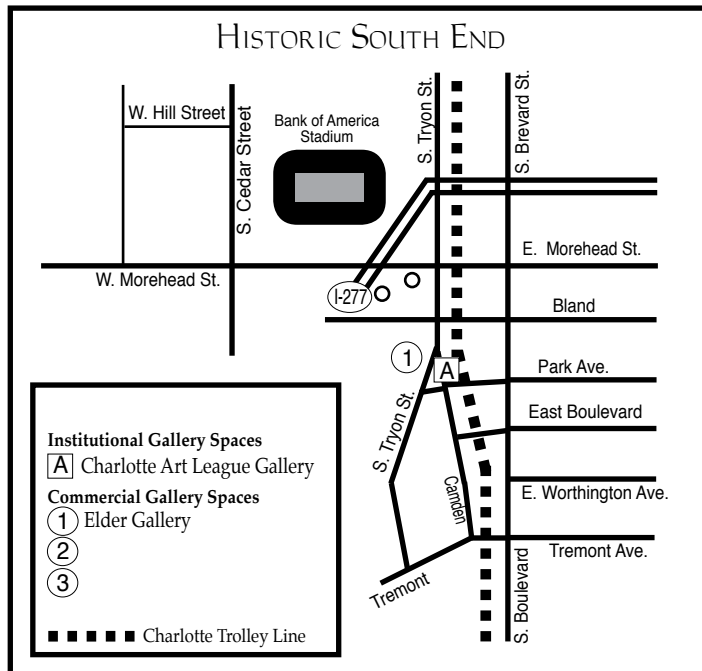 HISTORIC SOUTH END
W. Hill Street
S. Cedar Street
Bank of America
Stadium
S. Tryon St.
S. Brevard St.
W. Morehead St.
E. Morehead St.
I-277
Bland
1
A
Park Ave.
S. Tryon St.
East Boulevard
Camden
E. Worthington Ave.
Tremont
Tremont Ave.
S. Boulevard
Institutional Gallery Spaces
A Charlotte Art League Gallery
Commercial Gallery Spaces
1 Elder Gallery
2
3
Charlotte Trolley Line